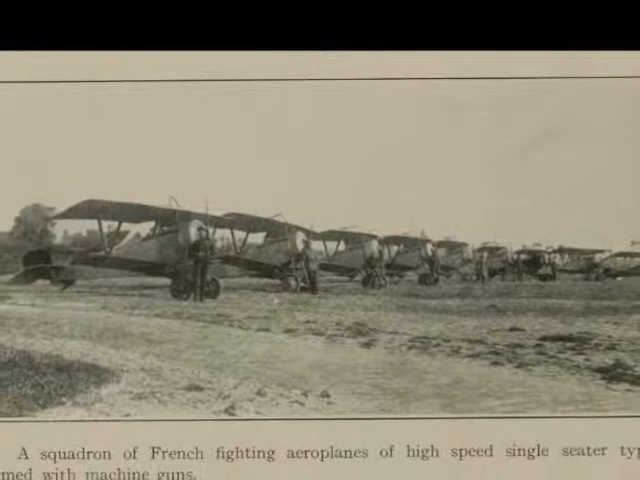 A squadron of French fighting aeroplanes of high speed single seater typ
med with machine guns.